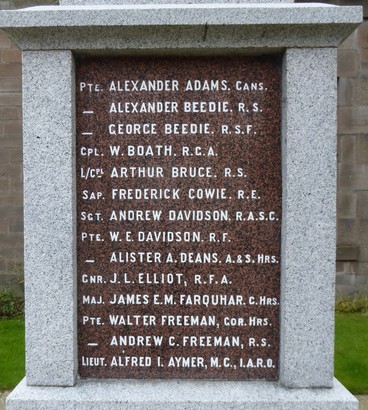 PTE. ALEXANDER ADAMS, CANS.
— ALEXANDER BEEDIE, R.S.
— GEORGE BEEDIE, R.S.F.
CPL. W. BOATH, R.G.A.
L/CPL ARTHUR BRUCE, R.S.
SAP. FREDERICK COWIE, R.E.
SGT. ANDREW DAVIDSON, R.A.S.C.
PTE. W.E. DAVIDSON, R.F.
— ALISTER A. DEANS, A.& S. HRS.
GNR. J.L. ELLIOT, R.F.A.
MAJ. JAMES E.M. FARQUHAR, G. HRS.
PTE. WALTER FREEMAN, GOR. HRS.
— ANDREW C. FREEMAN, R.S.
LIEUT. ALFRED I. AYMER, M.C., I.A.R.O.